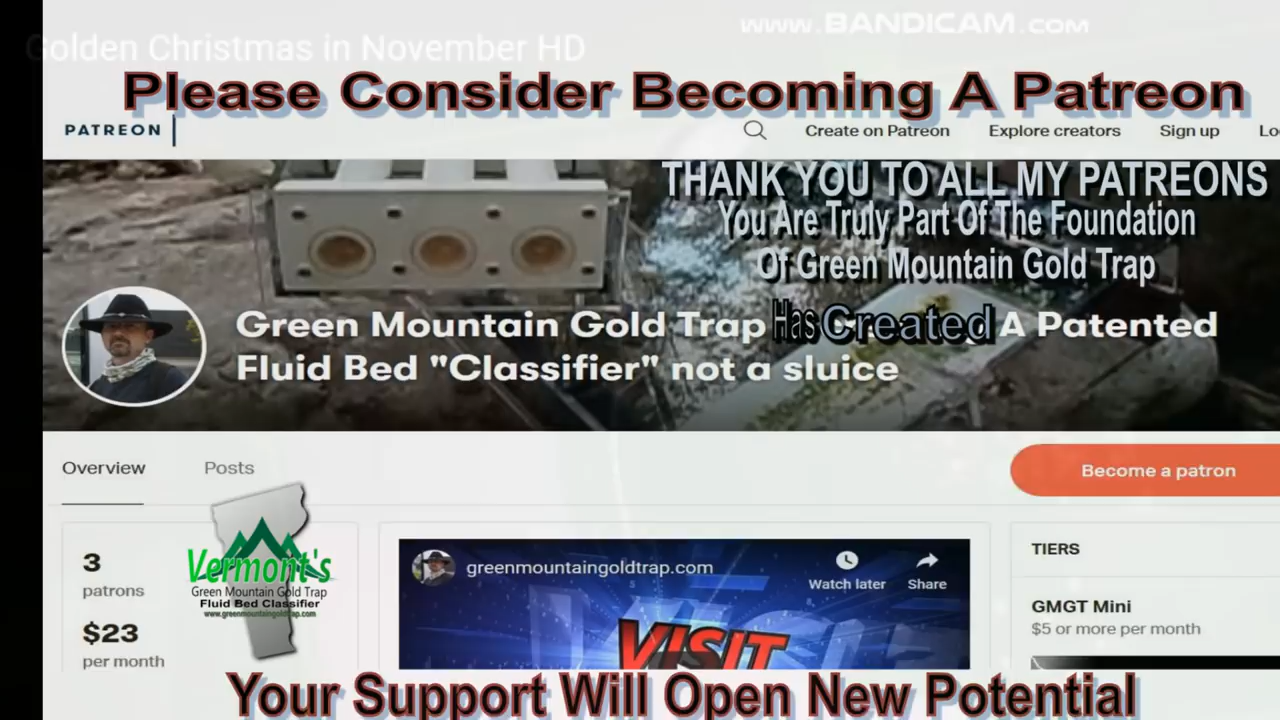 www.BANDICAM.com
Golden Christmas in November HD
Please Consider Becoming A Patreon
PATREON
Create on Patreon
Explore creators
Sign up
Lo
THANK YOU TO ALL MY PATREONS
You Are Truly Part Of The Foundation
Of Green Mountain Gold Trap
Green Mountain Gold Trap Has Created A Patented
Fluid Bed "Classifier" not a sluice
Overview
Posts
Become a patron
3
patrons
$23
per month
Vermont's
Green Mountain Gold Trap
Fluid Bed Classifier
www.greenmountaingoldtrap.com
greenmountaingoldtrap.com
Watch later
Share
VISIT
TIERS
GMGT Mini
$5 or more per month
Your Support Will Open New Potential